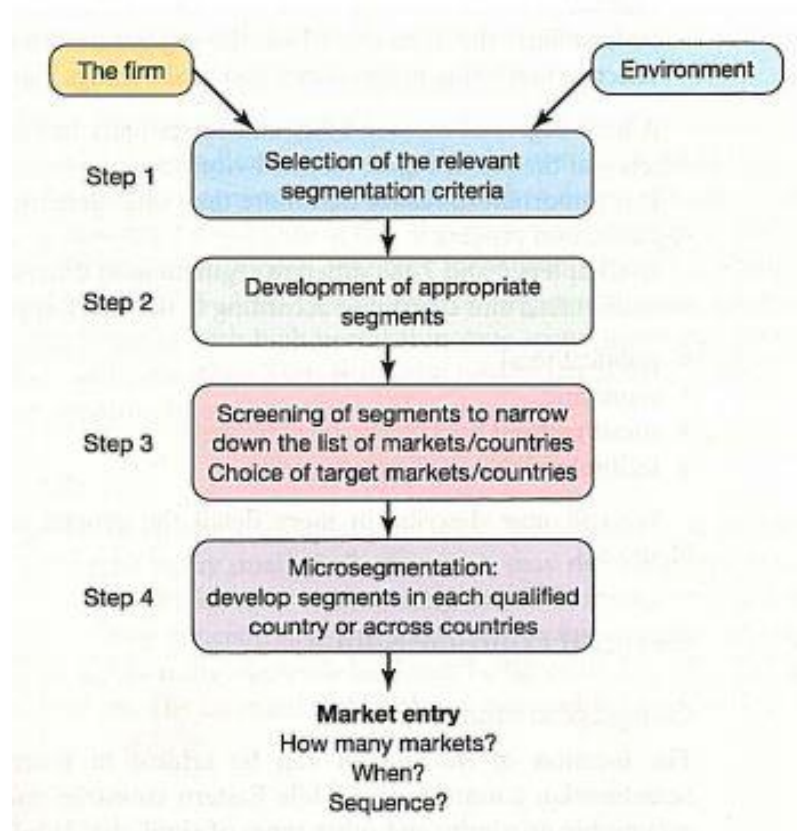 The firm
Environment
Step 1
Selection of the relevant
segmentation criteria
Step 2
Development of appropriate
segments
Step 3
Screening of segments to narrow
down the list of markets/countries
Choice of target markets/countries
Step 4
Microsegmentation:
develop segments in each qualified
country or across countries
Market entry
How many markets?
When?
Sequence?